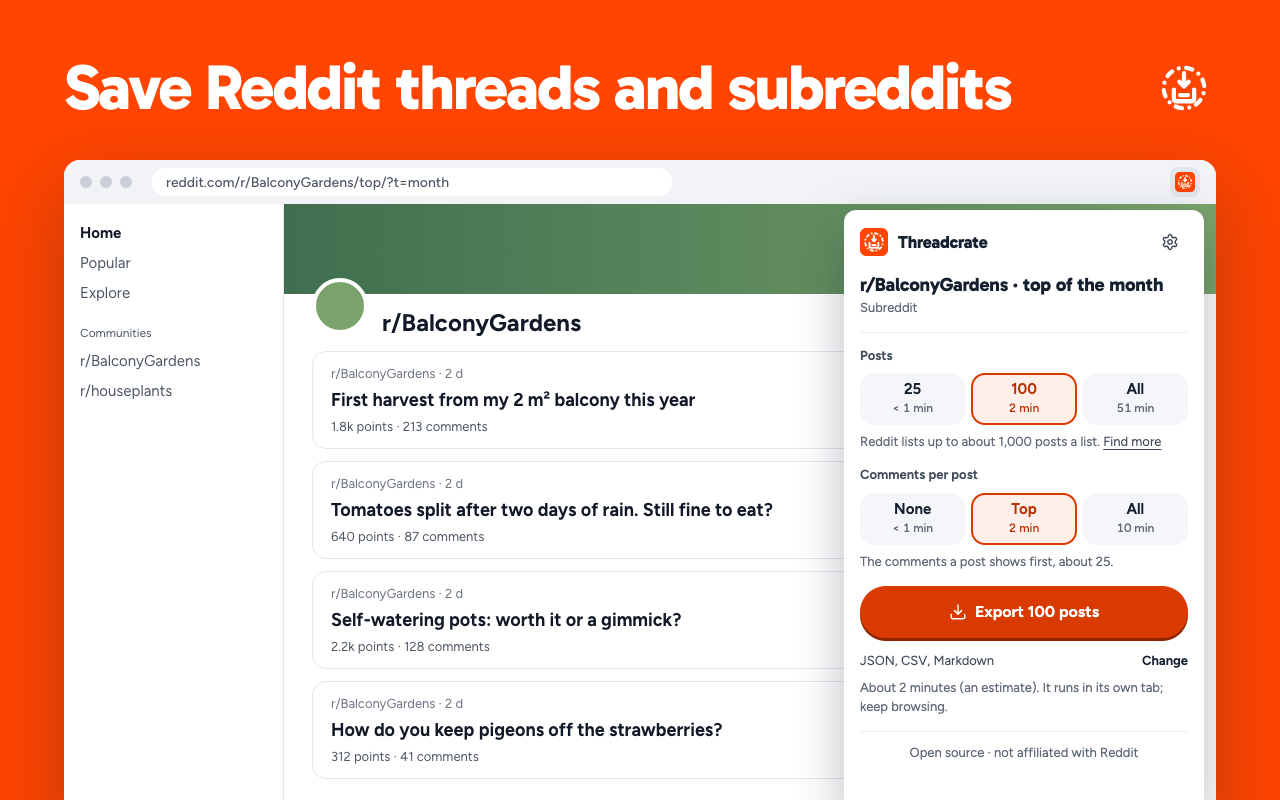 Save Reddit threads and subreddits
reddit.com/r/BalconyGardens/top/?t=month
Home
Popular
Explore
Communities
r/BalconyGardens
r/houseplants
r/BalconyGardens
r/BalconyGardens · 2 d
First harvest from my 2 m² balcony this year
1.8k points · 213 comments
r/BalconyGardens · 2 d
Tomatoes split after two days of rain. Still fine to eat?
640 points · 87 comments
r/BalconyGardens · 2 d
Self-watering pots: worth it or a gimmick?
2.2k points · 128 comments
r/BalconyGardens · 2 d
How do you keep pigeons off the strawberries?
312 points · 41 comments
Threadcrate
r/BalconyGardens · top of the month
Subreddit
Posts
25 100 All
< 1 min 2 min 51 min
Reddit lists up to about 1,000 posts a list. Find more
Comments per post
None Top All
< 1 min 2 min 10 min
The comments a post shows first, about 25.
Export 100 posts
JSON, CSV, Markdown Change
About 2 minutes (an estimate). It runs in its own tab;
keep browsing.
Open source · not affiliated with Reddit